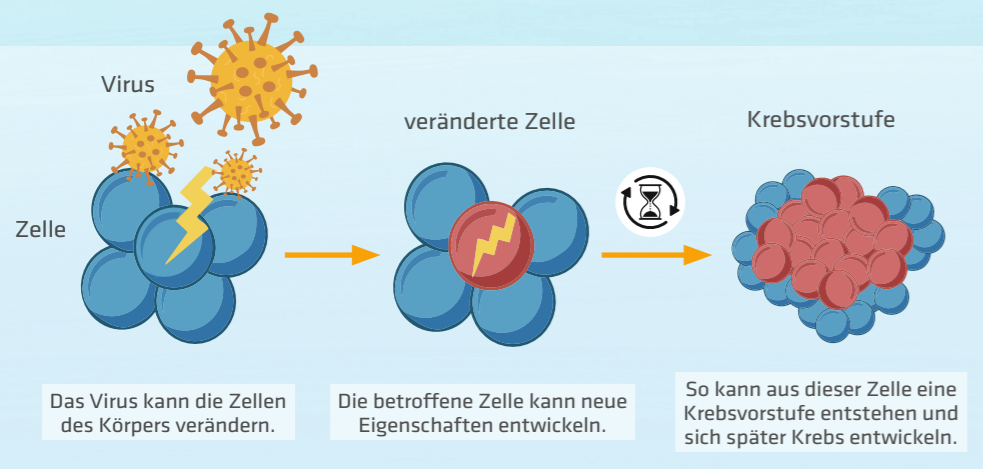 Virus
veränderte Zelle
Krebsvorstufe
Zelle
Das Virus kann die Zellen
des Körpers verändern.
Die betroffene Zelle kann neue
Eigenschaften entwickeln.
So kann aus dieser Zelle eine
Krebsvorstufe entstehen und
sich später Krebs entwickeln.